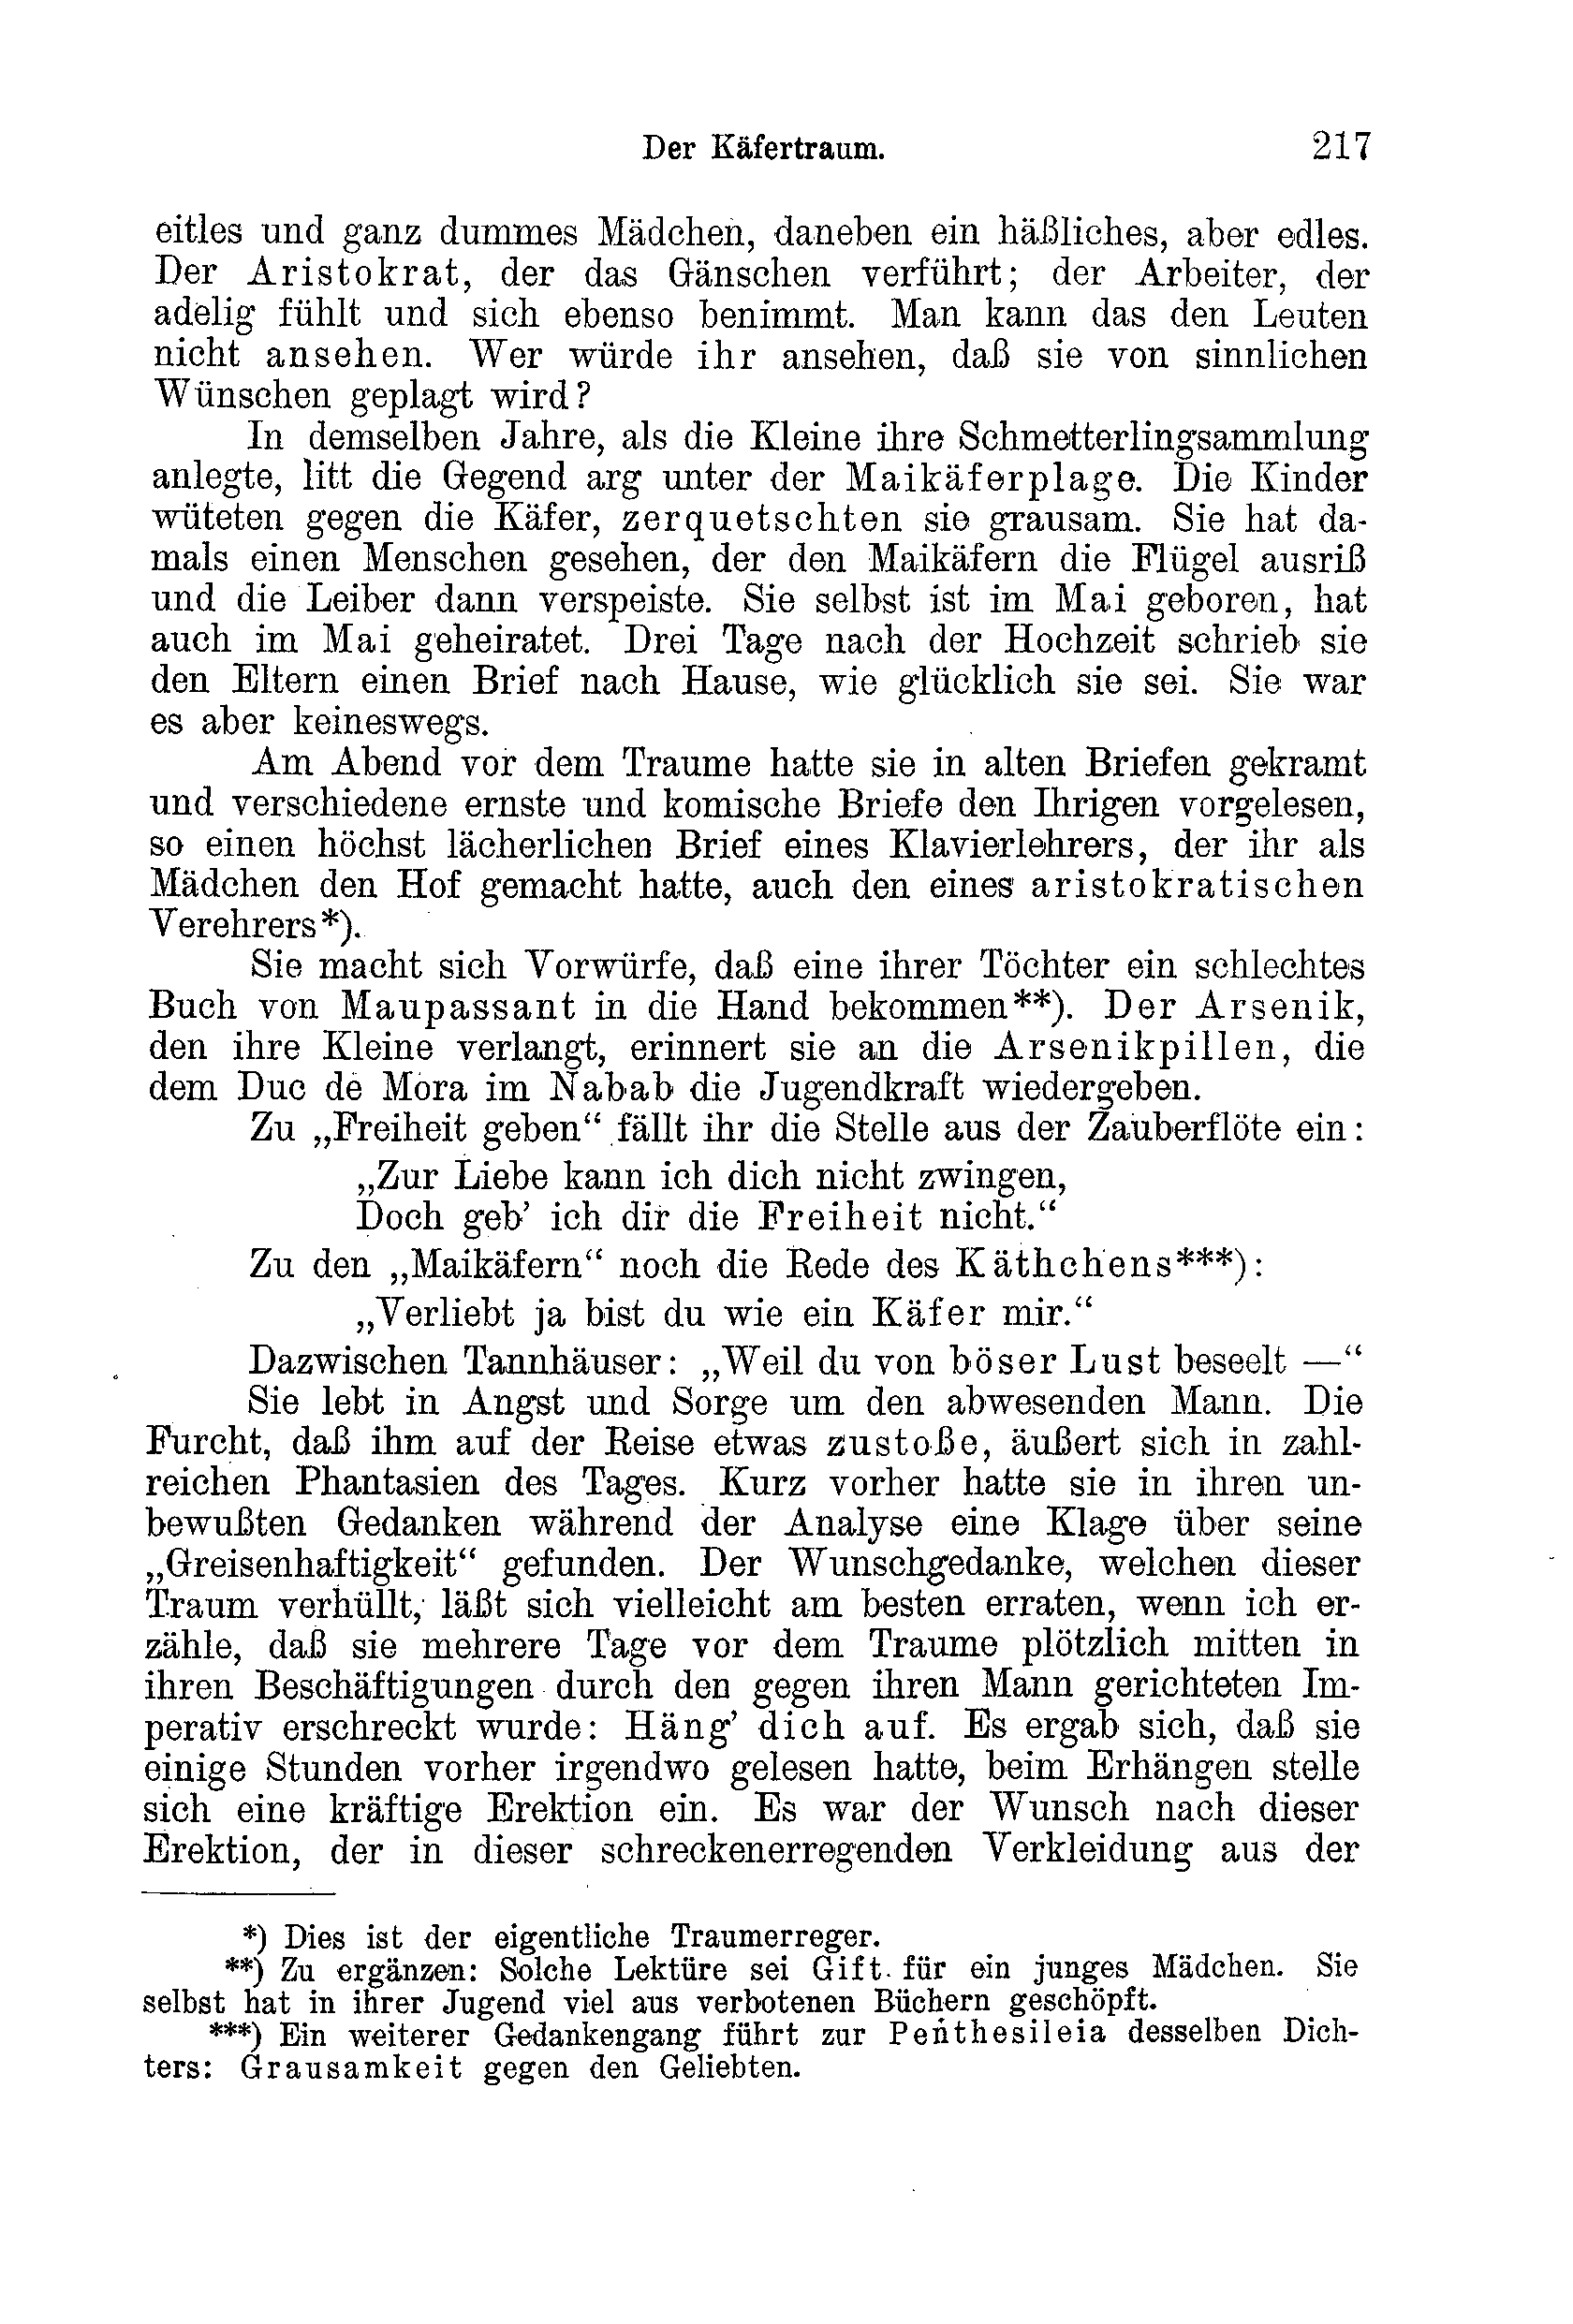 Der Käfertraum. 217
eitles und ganz dummes Mädchen, daneben ein häßliches, aber edles.
Der Aristokrat, der das Gänschen verführt; der Arbeiter, der
adelig fühlt und sich ebenso benimmt. Man kann das den Leuten
nicht ansehen. Wer würde ihr ansehen, daß sie von sinnlichen
Wünschen geplagt wird?
In demselben Jahre, als die Kleine ihre Schmetterlingsammlung
anlegte, litt die Gegend arg unter der Maikäferplage. Die Kinder
wüteten gegen die Käfer, zerquetschten sie grausam. Sie hat da-
mals einen Menschen gesehen, der den Maikäfern die Flügel ausriß
und die Leiber dann verspeiste. Sie selbst ist im Mai geboren, hat
auch im Mai geheiratet. Drei Tage nach der Hochzeit schrieb sie
den Eltern einen Brief nach Hause, wie glücklich sie sei. Sie war
es aber keineswegs.
Am Abend vor dem Traume hatte sie in alten Briefen gekramt
und verschiedene ernste und komische Briefe den Ihrigen vorgelesen,
so einen höchst lächerlichen Brief eines Klavierlehrers, der ihr als
Mädchen den Hof gemacht hatte, auch den eines aristokratischen
Verehrers*).
Sie macht sich Vorwürfe, daß eine ihrer Töchter ein schlechtes
Buch von Maupassant in die Hand bekommen**). Der Arsenik,
den ihre Kleine verlangt, erinnert sie an die Arsenikpillen, die
dem Duc de Mora im Nabab die Jugendkraft wiedergeben.
Zu „Freiheit geben“ fällt ihr die Stelle aus der Zauberflöte ein:
„Zur Liebe kann ich dich nicht zwingen,
Doch geb’ ich dir die Freiheit nicht.“
Zu den „Maikäfern“ noch die Rede des Käthchens***):
„Verliebt ja bist du wie ein Käfer mir.“
Dazwischen Tannhäuser: „Weil du von böser Lust beseelt —“
Sie lebt in Angst und Sorge um den abwesenden Mann. Die
Furcht, daß ihm auf der Reise etwas zustoße, äußert sich in zahl-
reichen Phantasien des Tages. Kurz vorher hatte sie in ihren un-
bewußten Gedanken während der Analyse eine Klage über seine
„Greisenhaftigkeit“ gefunden. Der Wunschgedanke, welchen dieser
Traum verhüllt, läßt sich vielleicht am besten erraten, wenn ich er-
zähle, daß sie mehrere Tage vor dem Traume plötzlich mitten in
ihren Beschäftigungen durch den gegen ihren Mann gerichteten Im-
perativ erschreckt wurde: Häng’ dich auf. Es ergab sich, daß sie
einige Stunden vorher irgendwo gelesen hatte, beim Erhängen stelle
sich eine kräftige Erektion ein. Es war der Wunsch nach dieser
Erektion, der in dieser schreckenerregenden Verkleidung aus der
*) Dies ist der eigentliche Traumerreger.
**) Zu ergänzen: Solche Lektüre sei Gift für ein junges Mädchen. Sie
selbst hat in ihrer Jugend viel aus verbotenen Büchern geschöpft.
***) Ein weiterer Gedankengang führt zur Penthesileia desselben Dich-
ters: Grausamkeit gegen den Geliebten.